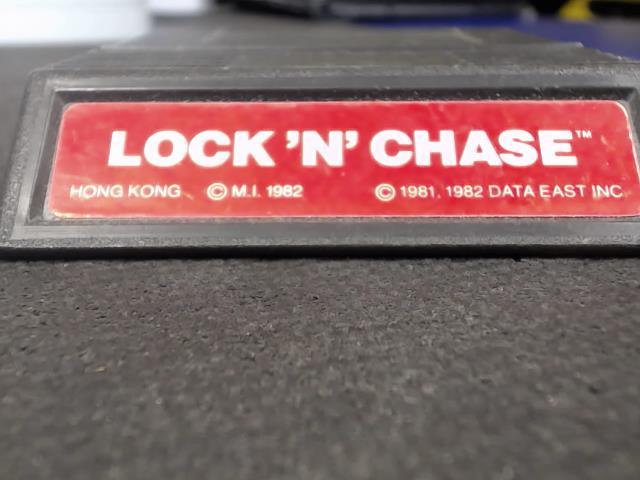 LOCK 'N' CHASE™
HONG KONG © M.I. 1982 © 1981, 1982 DATA EAST INC.